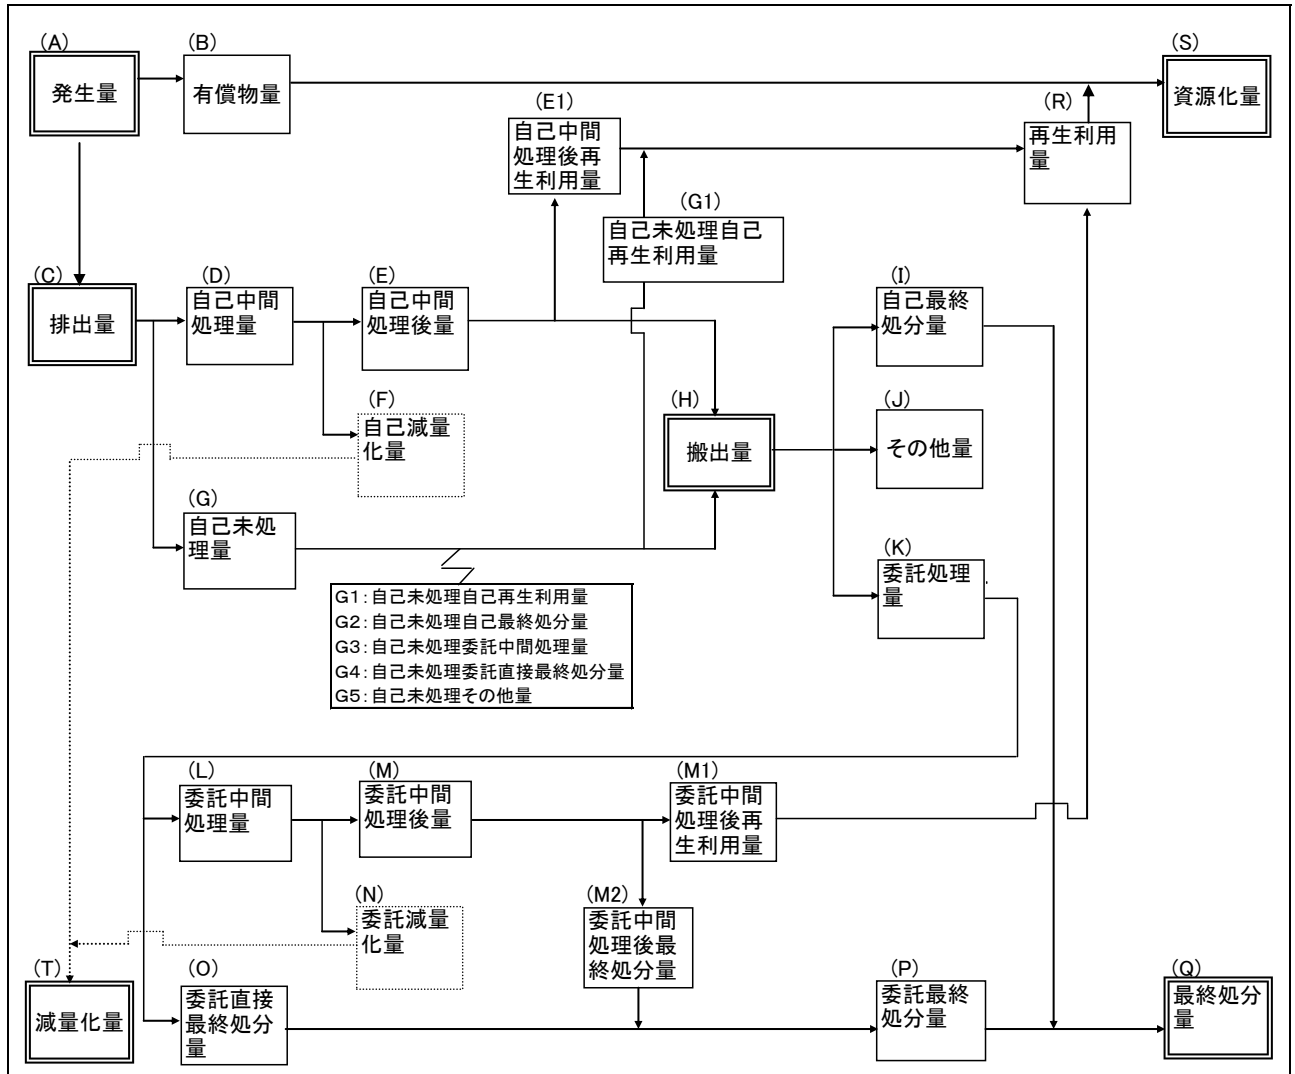 (A)
発生量
(B)
有償物量
(S)
資源化量
(E1)
自己中間
処理後再
生利用量
(R)
再生利用
量
(G1)
自己未処理自己
再生利用量
(C)
排出量
(D)
自己中間
処理量
(E)
自己中間
処理後量
(I)
自己最終
処分量
(F)
自己減量
化量
(H)
搬出量
(J)
その他量
(G)
自己未処
理量
(K)
委託処理
量
G1:自己未処理自己再生利用量
G2:自己未処理自己最終処分量
G3:自己未処理委託中間処理量
G4:自己未処理委託直接最終処分量
G5:自己未処理その他量
(L)
委託中間
処理量
(M)
委託中間
処理後量
(M1)
委託中間
処理後再
生利用量
(N)
委託減量
化量
(M2)
委託中間
処理後最
終処分量
(T)
減量化量
(O)
委託直接
最終処分
量
(P)
委託最終
処分量
(Q)
最終処分
量